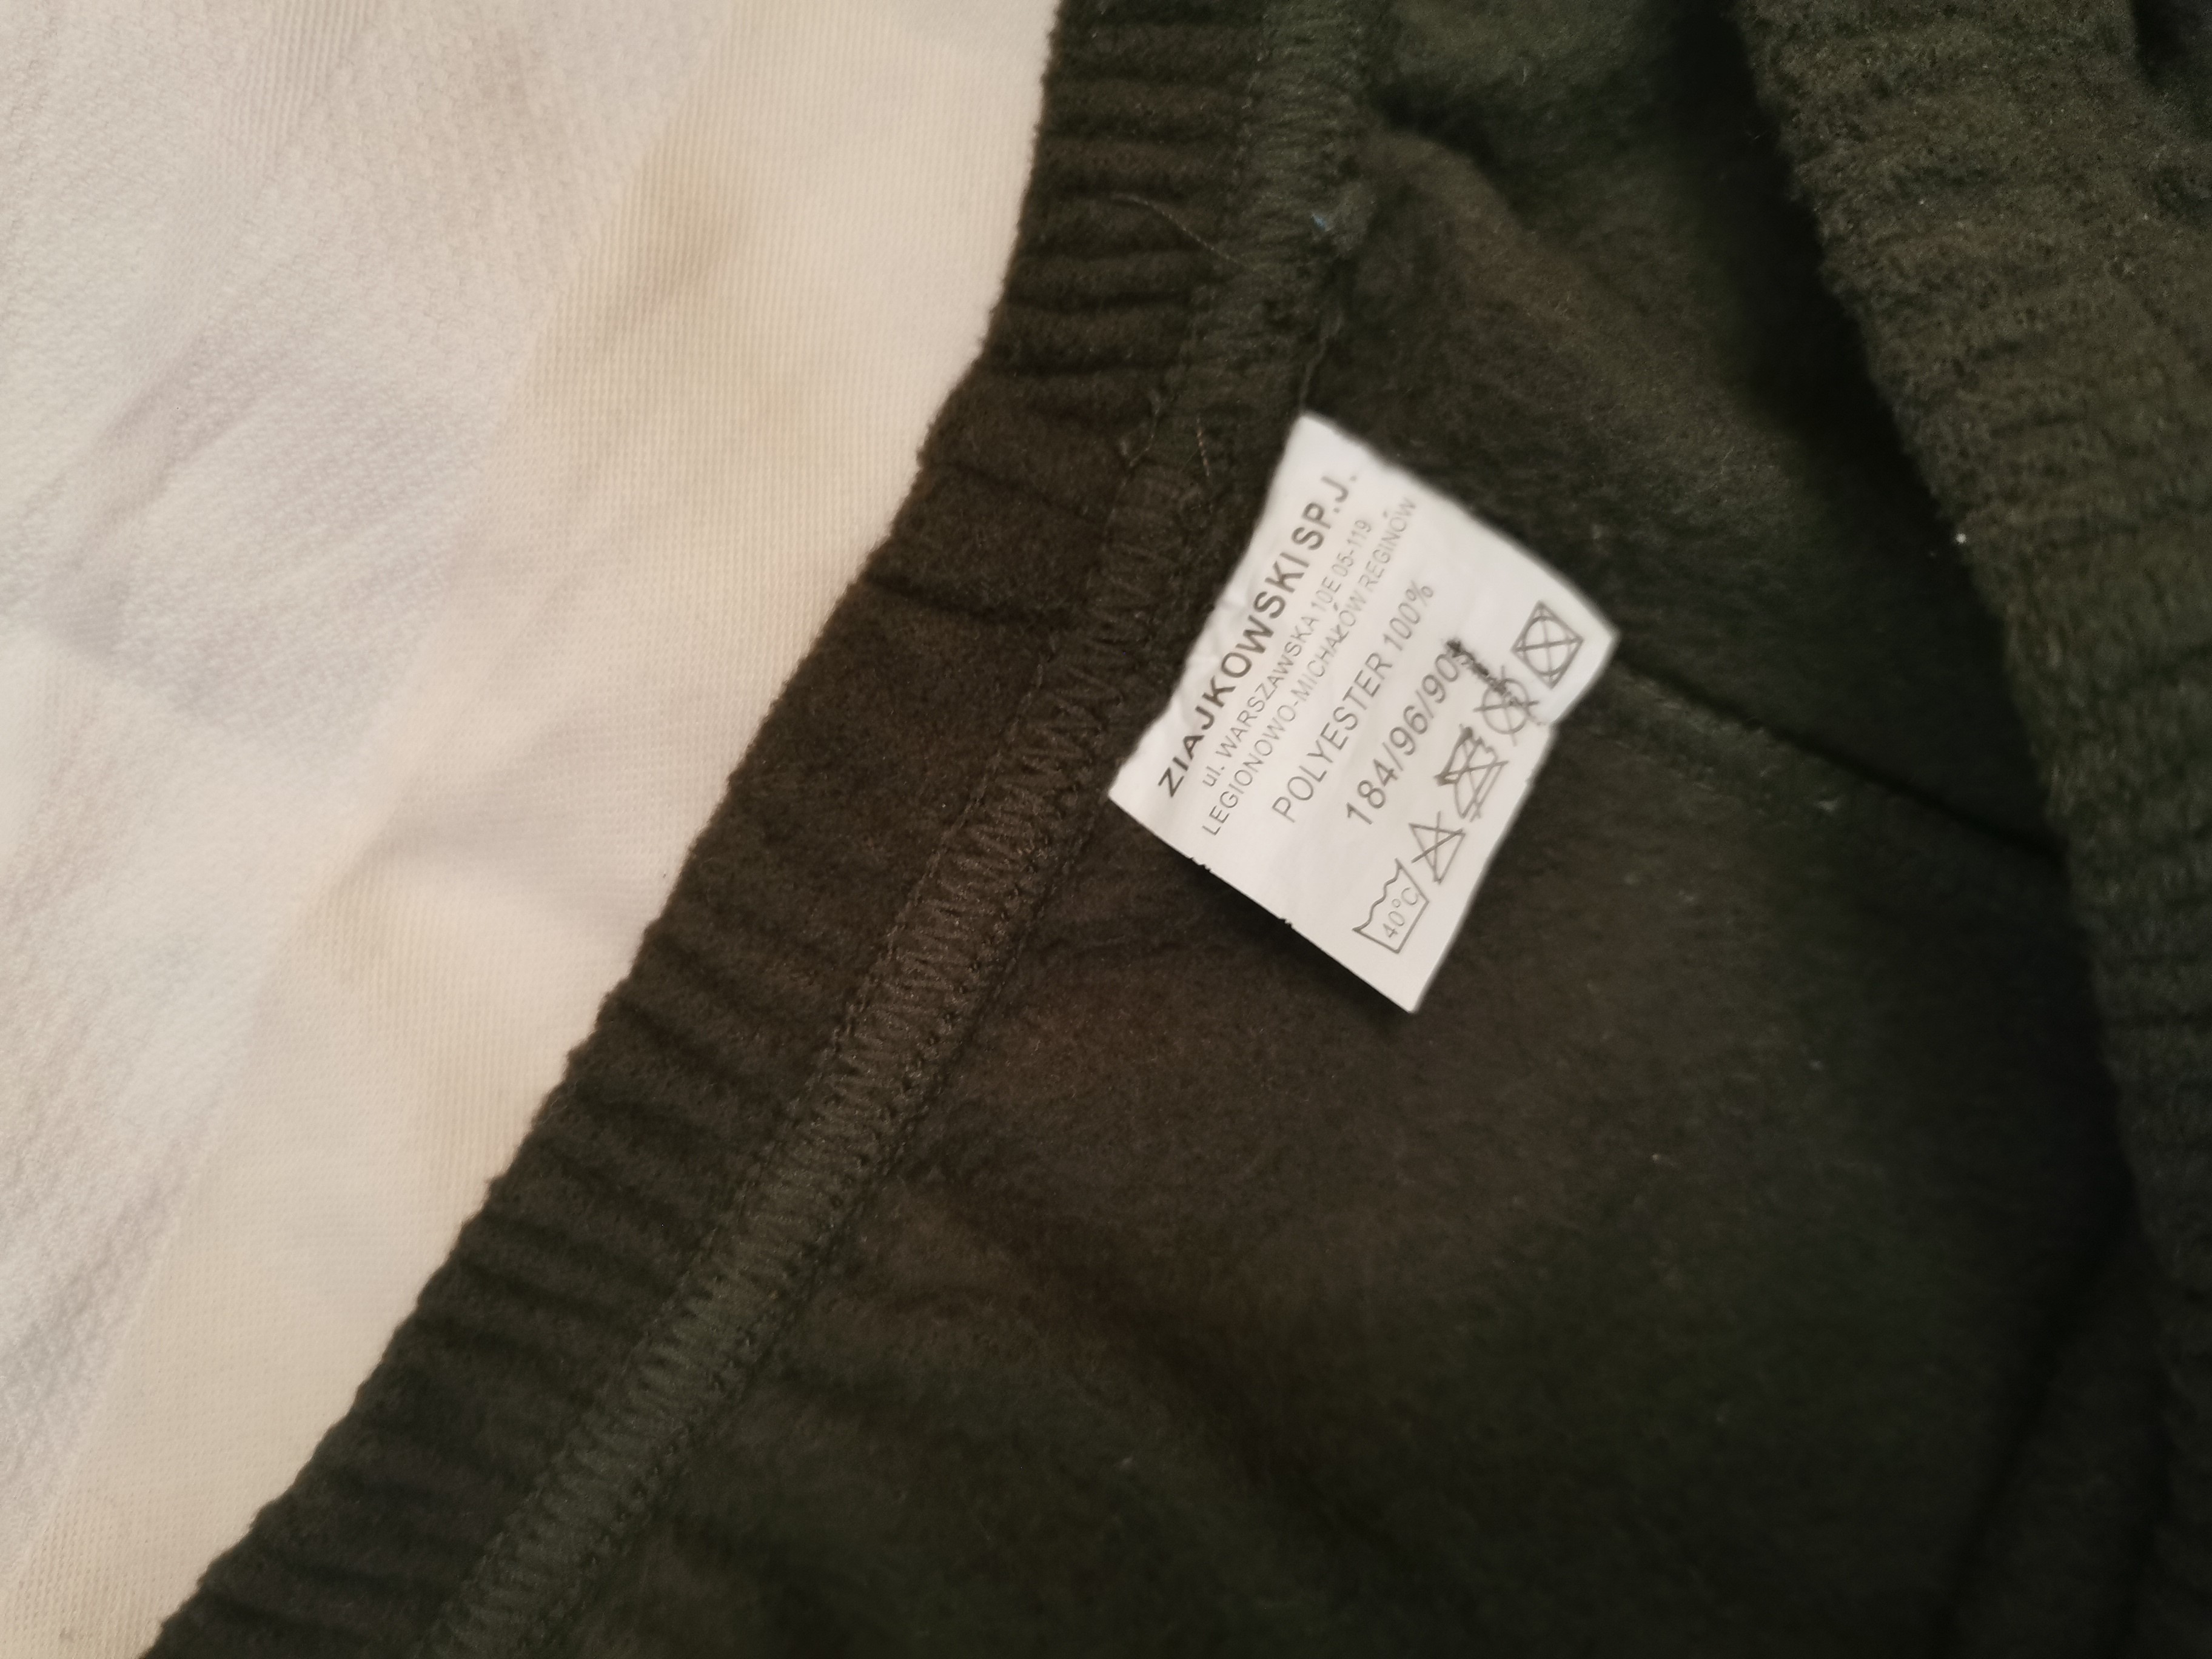 ZIAJKOWSKI SP.J.
ul. WARSZAWSKA 10E 05-119
LEGIONOWO-MICHAŁÓW REGINÓW
POLYESTER 100%
184/96/90
40°C